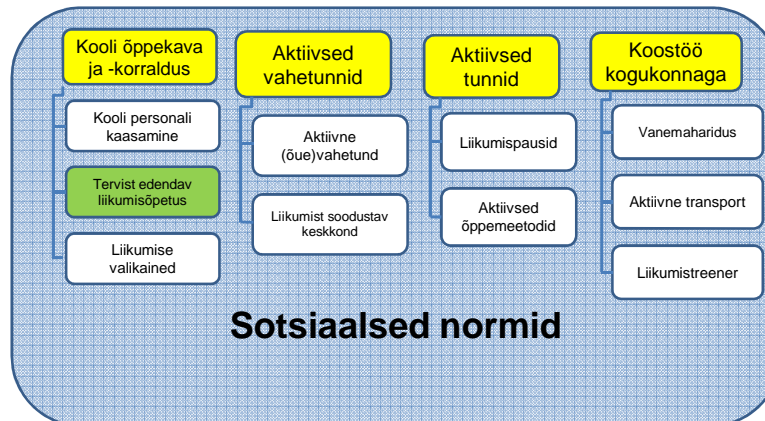 Kooli õppekava
ja -korraldus
Kooli personali
kaasamine
Tervist edendav
liikumisõpetus
Liikumise
valikained
Aktiivsed
vahetunnid
Aktiivne
(õue)vahetund
Liikumist soodustav
keskkond
Aktiivsed
tunnid
Liikumispausid
Aktiivsed
õppemeetodid
Koostöö
kogukonnaga
Vanemaharidus
Aktiivne transport
Liikumistreener
Sotsiaalsed normid